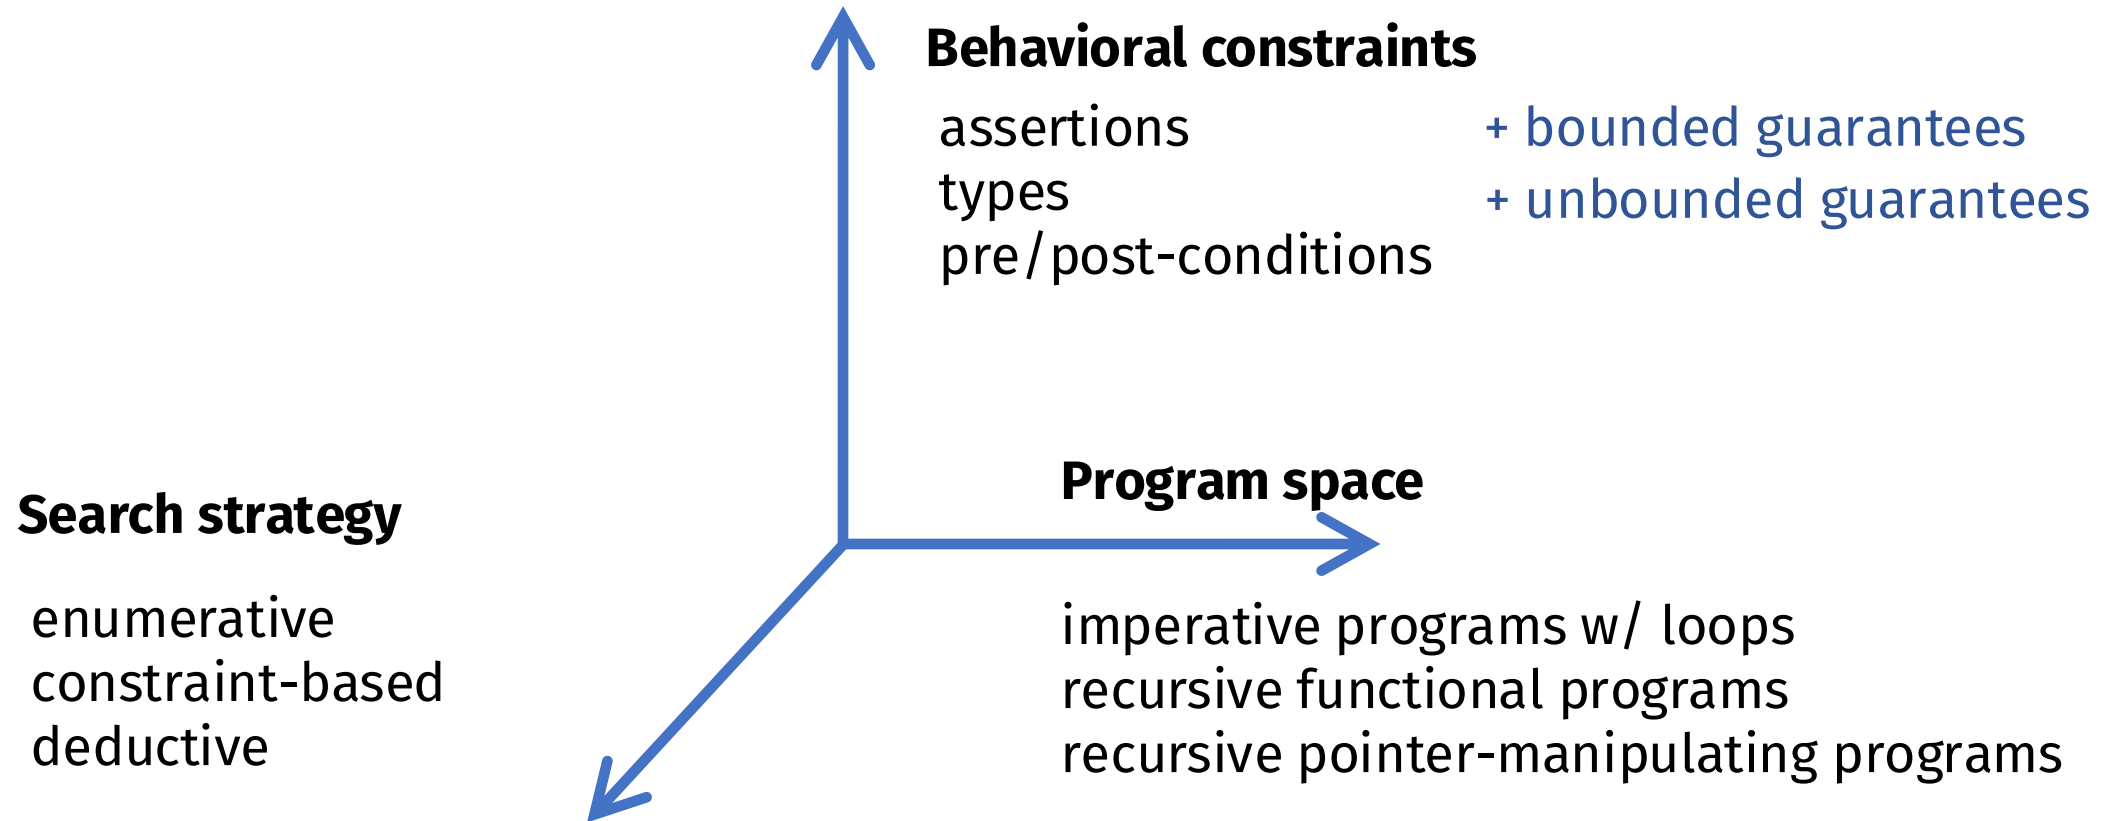 Behavioral constraints
assertions + bounded guarantees
types + unbounded guarantees
pre/post-conditions
Program space
imperative programs w/ loops
recursive functional programs
recursive pointer-manipulating programs
Search strategy
enumerative
constraint-based
deductive